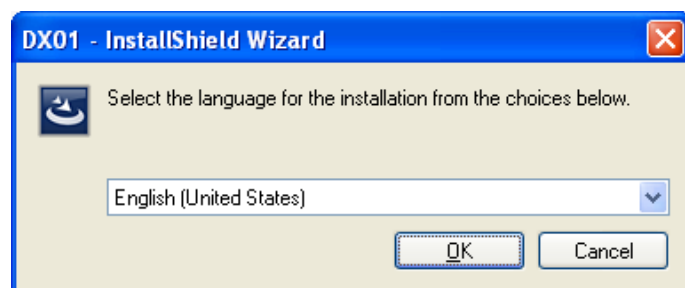 DX01 - InstallShield Wizard
Select the language for the installation from the choices below.
English (United States)
OK Cancel